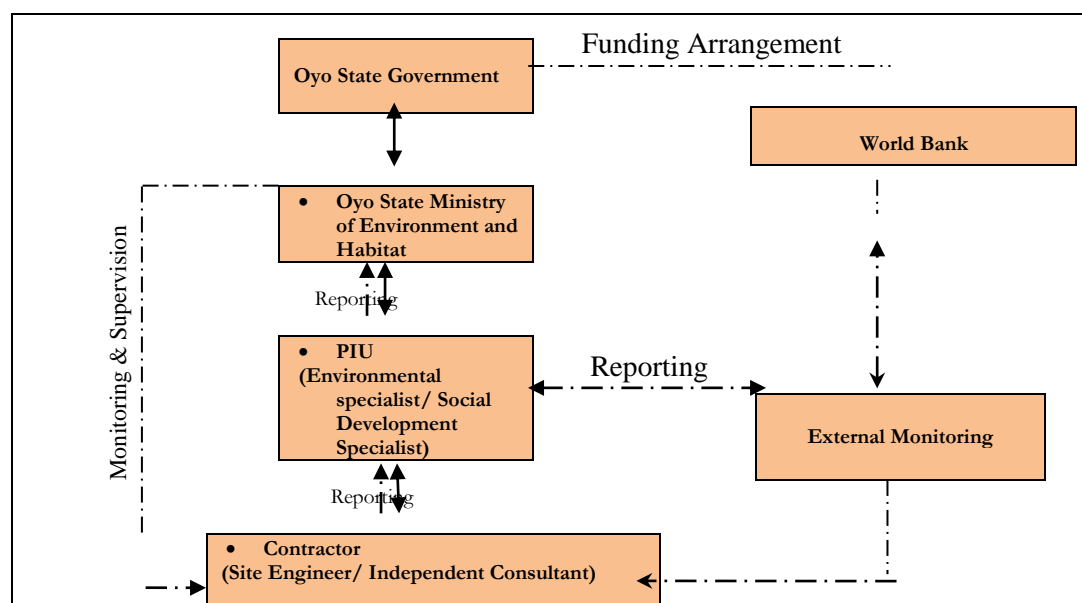 Funding Arrangement
Oyo State Government
World Bank
• Oyo State Ministry
of Environment and
Habitat
Monitoring & Supervision
Reporting
• PIU
(Environmental
specialist/ Social
Development
Specialist)
Reporting
External Monitoring
Reporting
• Contractor
(Site Engineer/ Independent Consultant)